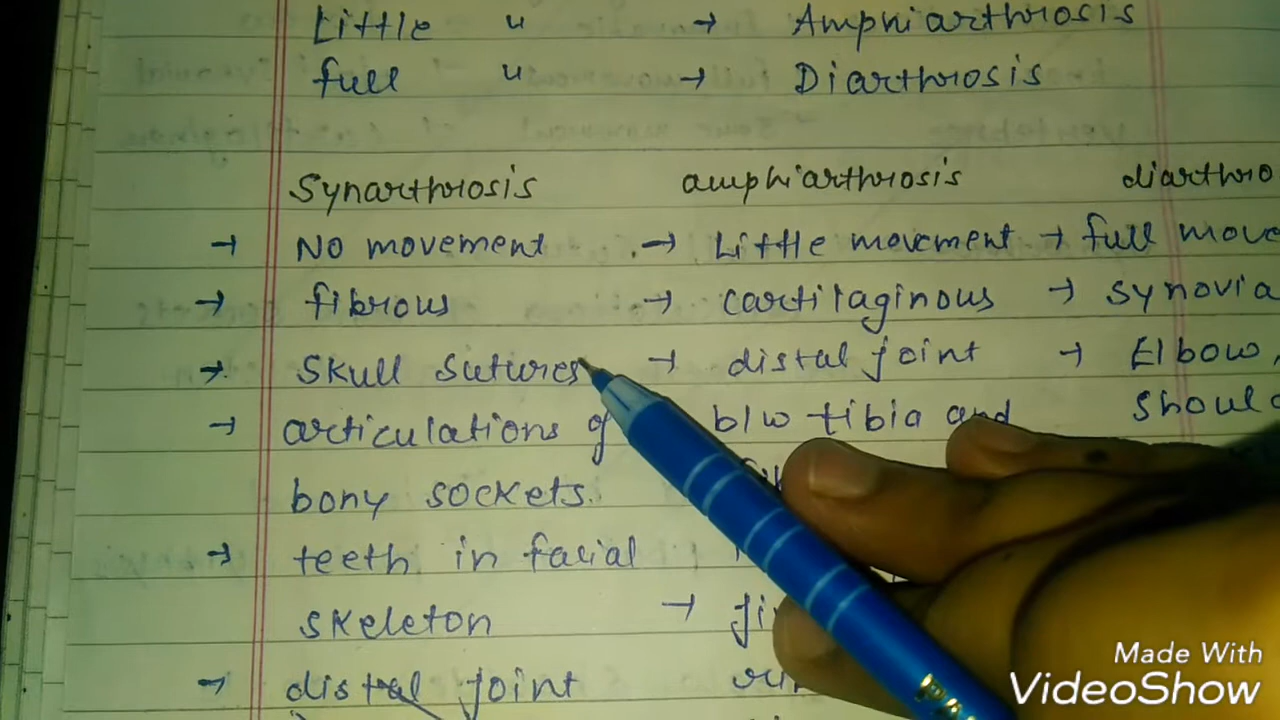 Little " → Amphiarthrosis
full " → Diarthrosis
Synarthrosis amphiarthrosis diarthro
→ No movement → Little movement → full move
→ fibrous → cartilaginous → synovia
→ Skull sutures → distal joint → Elbow,
→ articulations of b/w tibia and should
bony sockets.
→ teeth in facial
skeleton →
→ distal joint
Made With
VideoShow